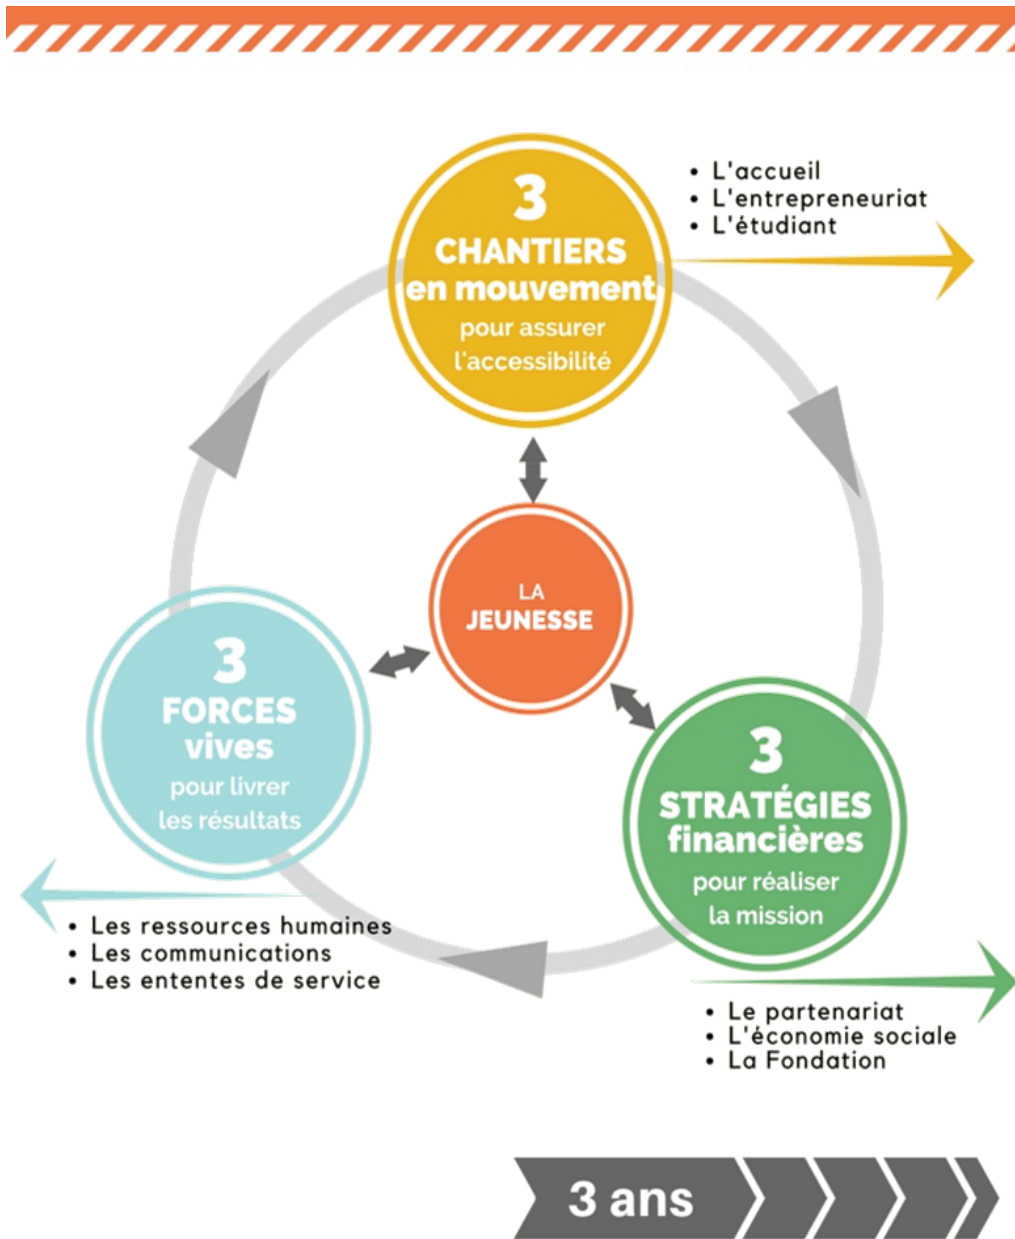 3
CHANTIERS
en mouvement
pour assurer
l'accessibilité
• L'accueil
• L'entrepreneuriat
• L'étudiant
LA
JEUNESSE
3
FORCES
vives
pour livrer
les résultats
• Les ressources humaines
• Les communications
• Les ententes de service
3
STRATÉGIES
financières
pour réaliser
la mission
• Le partenariat
• L'économie sociale
• La Fondation
3 ans